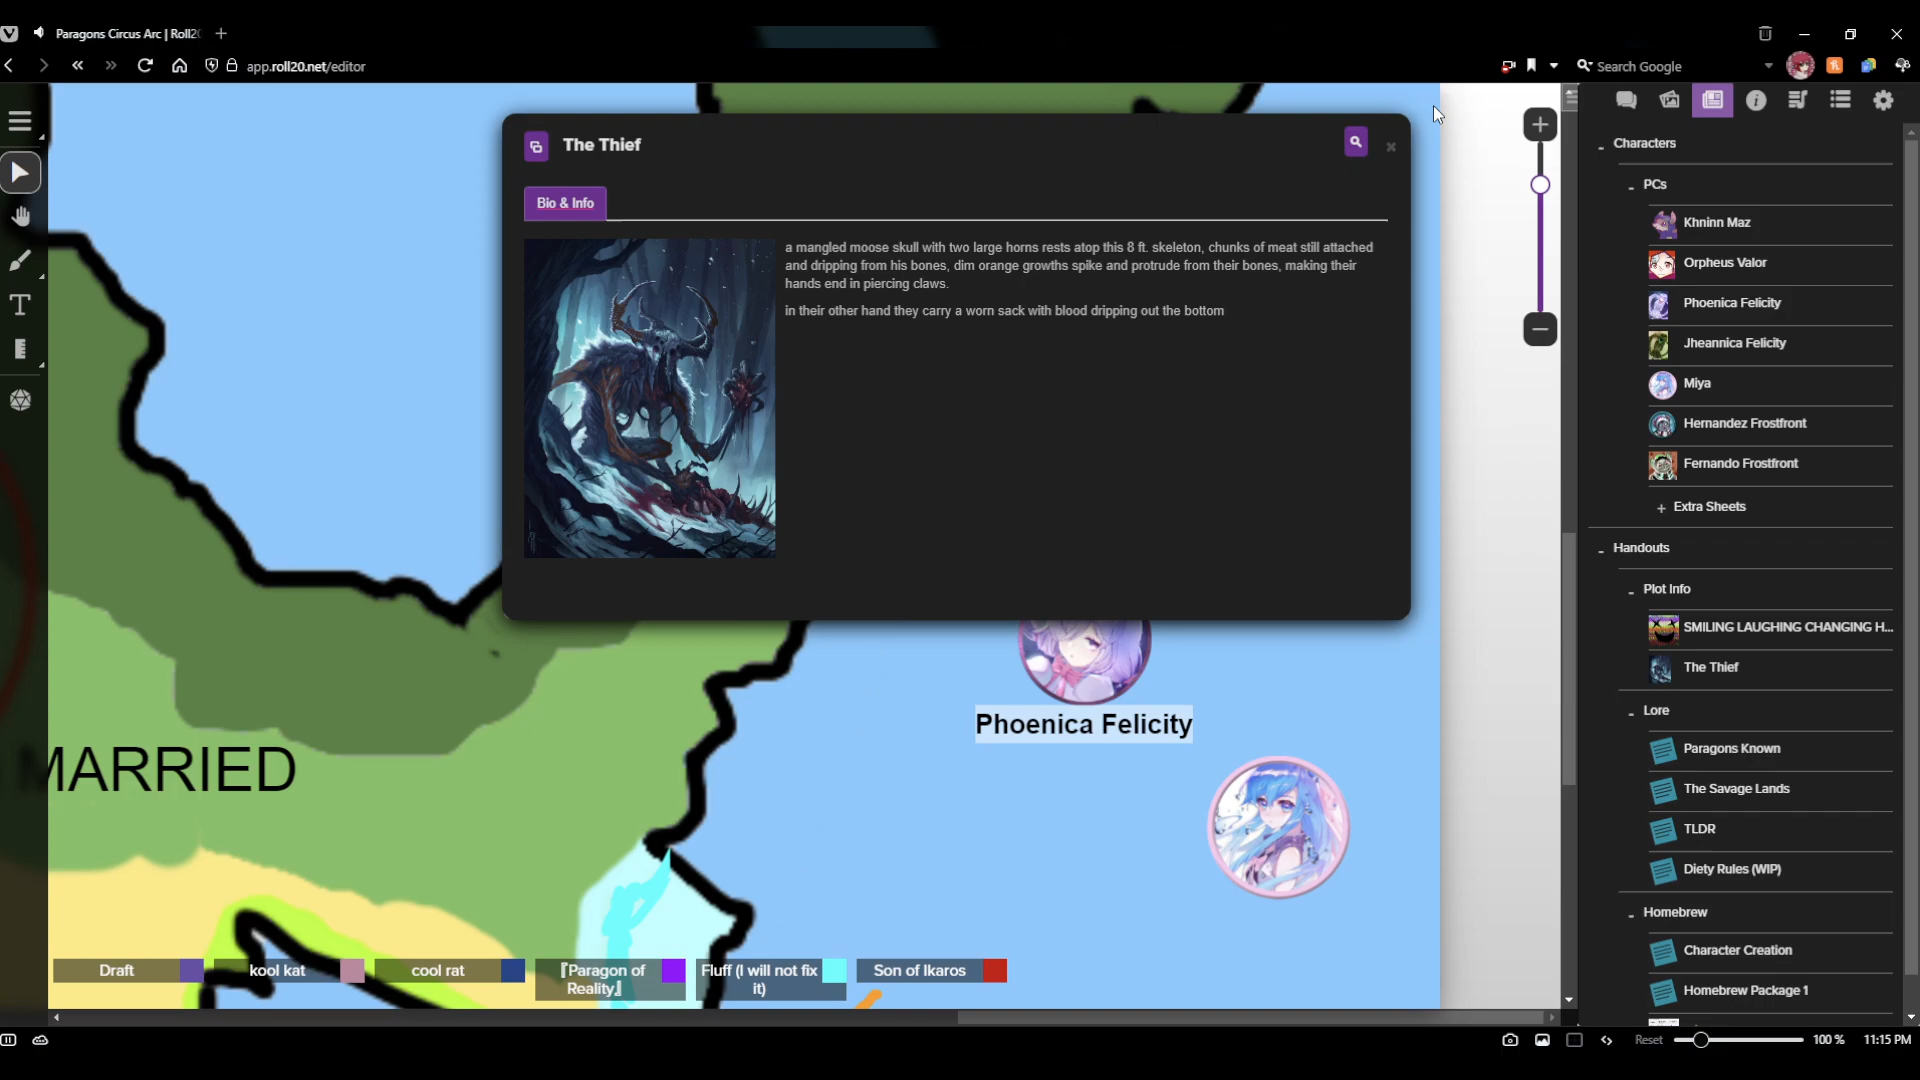 Paragons Circus Arc | Roll20
app.roll20.net/editor
Search Google
The Thief
Bio & Info
a mangled moose skull with two large horns rests atop this 8 ft. skeleton, chunks of meat still attached
and dripping from his bones, dim orange growths spike and protrude from their bones, making their
hands end in piercing claws.
in their other hand they carry a worn sack with blood dripping out the bottom
Phoenica Felicity
MARRIED
Draft
kool kat
cool rat
『Paragon of
Reality』
Fluff (I will not fix
it)
Son of Ikaros
Characters
PCs
Khninn Maz
Orpheus Valor
Phoenica Felicity
Jheannica Felicity
Miya
Hernandez Frostfront
Fernando Frostfront
Extra Sheets
Handouts
Plot Info
SMILING LAUGHING CHANGING H...
The Thief
Lore
Paragons Known
The Savage Lands
TLDR
Diety Rules (WIP)
Homebrew
Character Creation
Homebrew Package 1
Reset
100 %
11:15 PM